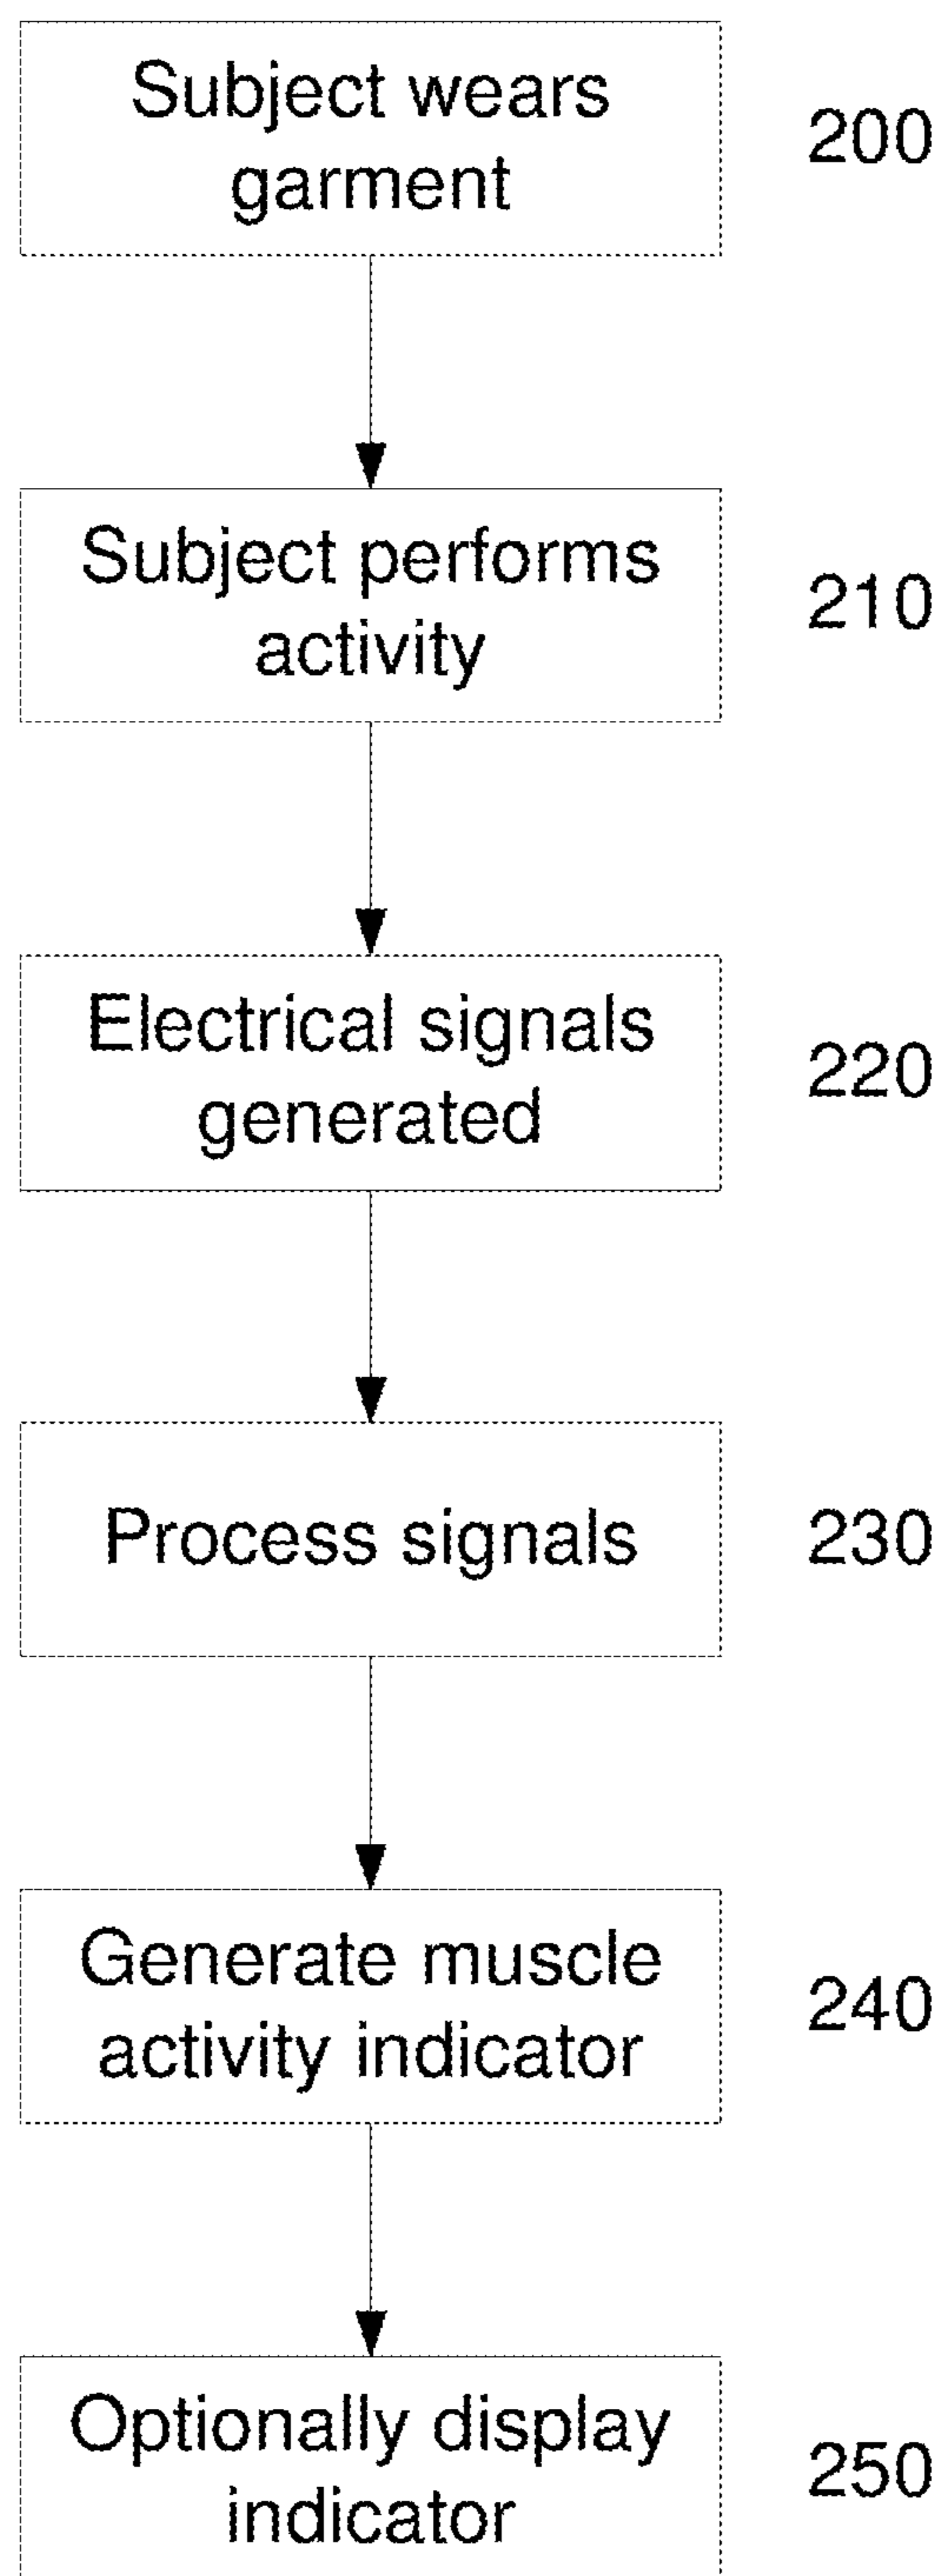 Subject wears
garment
200
Subject performs
activity
210
Electrical signals
generated
220
Process signals
230
Generate muscle
activity indicator
240
Optionally display
indicator
250